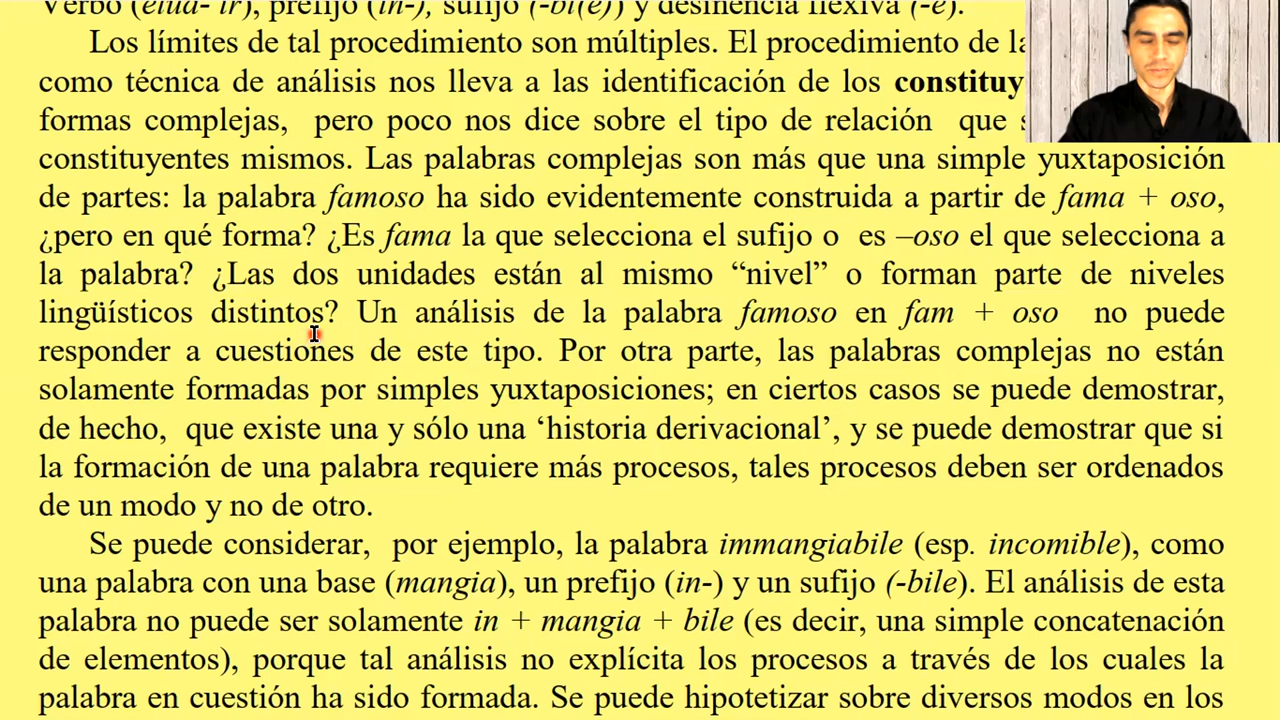 Verbo (elud- ir), prefijo (in-), sufijo (-bil(e)) y desinencia flexiva (-e).
Los límites de tal procedimiento son múltiples. El procedimiento de
como técnica de análisis nos lleva a las identificación de los
formas complejas, pero poco nos dice sobre el tipo de relación que
constituyentes mismos. Las palabras complejas son más que una simple yuxtaposición
de partes: la palabra famoso ha sido evidentemente construida a partir de fama + oso,
¿pero en qué forma? ¿Es fama la que selecciona el sufijo o es –oso el que selecciona a
la palabra? ¿Las dos unidades están al mismo “nivel” o forman parte de niveles
lingüísticos distintos? Un análisis de la palabra famoso en fam + oso no puede
responder a cuestiones de este tipo. Por otra parte, las palabras complejas no están
solamente formadas por simples yuxtaposiciones; en ciertos casos se puede demostrar,
de hecho, que existe una y sólo una ‘historia derivacional’, y se puede demostrar que si
la formación de una palabra requiere más procesos, tales procesos deben ser ordenados
de un modo y no de otro.
Se puede considerar, por ejemplo, la palabra immangiabile (esp. incomible), como
una palabra con una base (mangia), un prefijo (in-) y un sufijo (-bile). El análisis de esta
palabra no puede ser solamente in + mangia + bile (es decir, una simple concatenación
de elementos), porque tal análisis no explícita los procesos a través de los cuales la
palabra en cuestión ha sido formada. Se puede hipotetizar sobre diversos modos en los